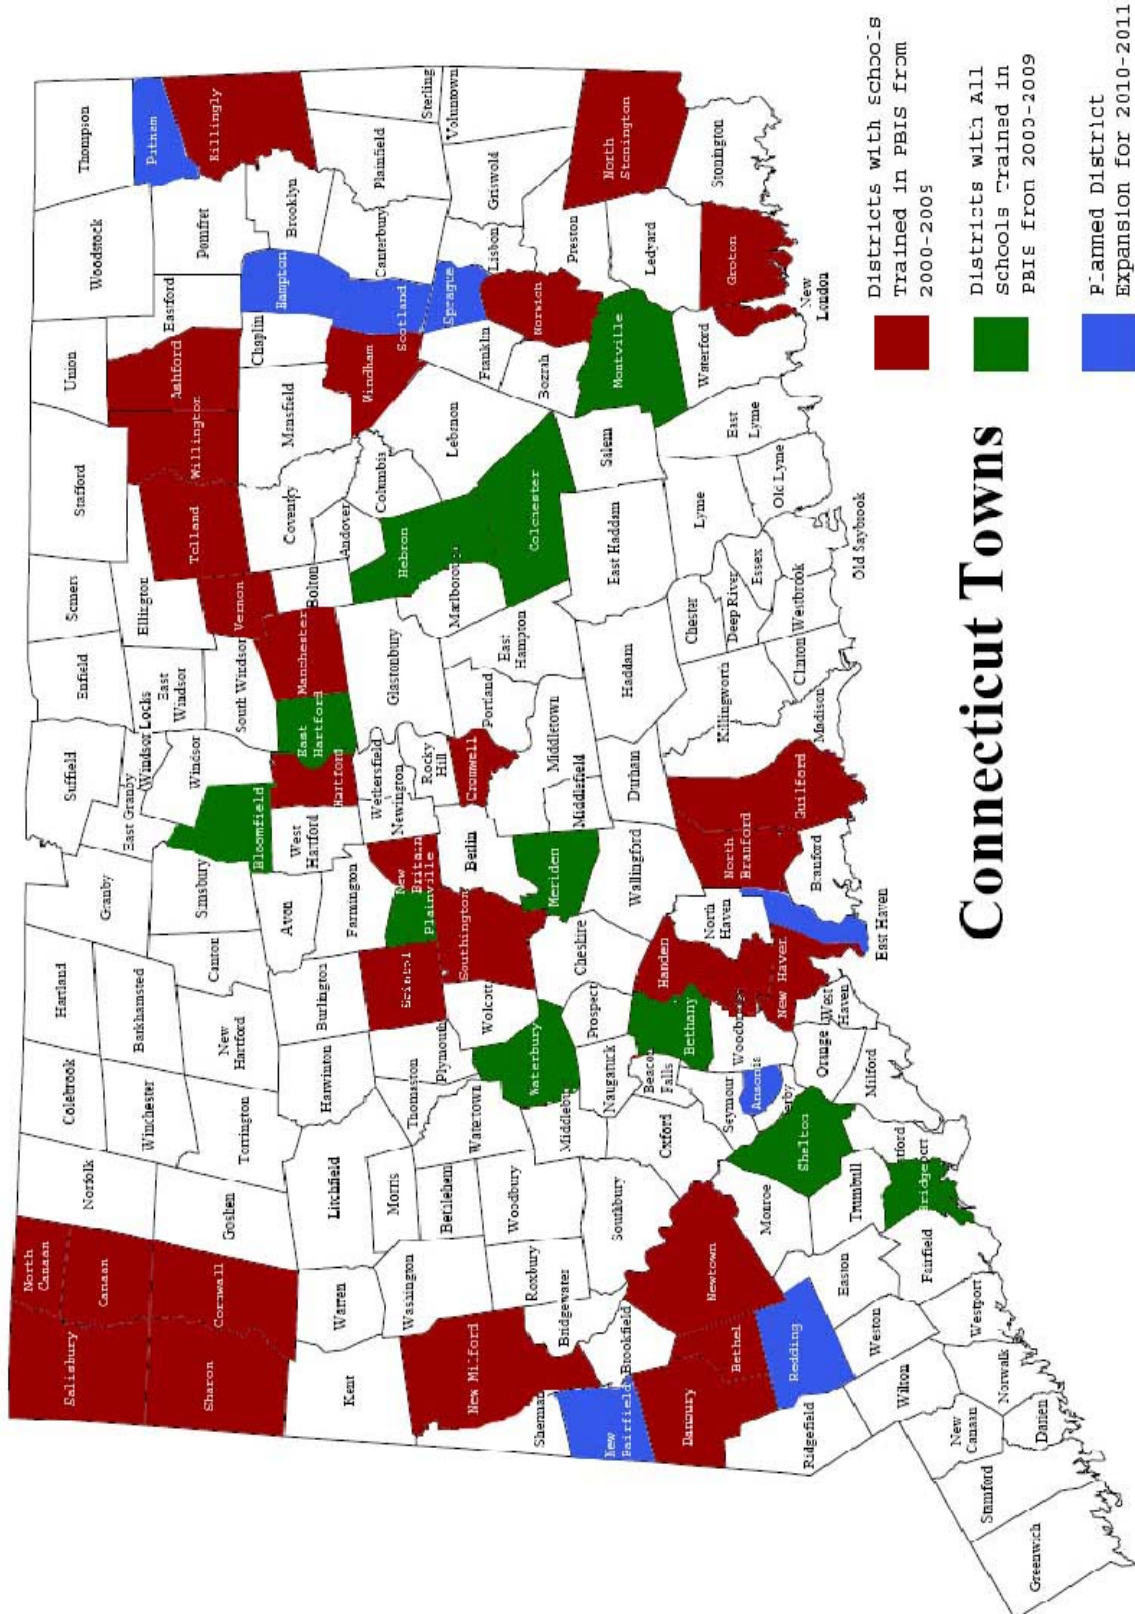 North
Canaan
Salisbury
Canaan
Norfolk
Colebrook
Hartland
Granby
Suffield
East Granby
Windsor Locks
Enfield
Somers
Stafford
Union
Woodstock
Thompson
Putnam
Sharon
Cornwall
Goshen
Winchester
Barkhamsted
Torrington
New
Hartford
Canton
Simsbury
Bloomfield
Windsor
East
Windsor
South Windsor
Ellington
Vernon
Tolland
Willington
Ashford
Eastford
Pomfret
Killingly
Kent
Warren
Litchfield
Harwinton
Burlington
Avon
West
Hartford
Hartford
East
Hartford
Manchester
Bolton
Coventry
Mansfield
Chaplin
Hampton
Brooklyn
New Milford
Washington
Morris
Bethlehem
Thomaston
Plymouth
Bristol
Farmington
Plainville
New
Britain
Newington
Wethersfield
Rocky
Hill
Glastonbury
Andover
Hebron
Columbia
Windham
Scotland
Canterbury
Plainfield
Sterling
Sherman
Bridgewater
Roxbury
Woodbury
Watertown
Waterbury
Wolcott
Southington
Berlin
Cromwell
Portland
East
Hampton
Marlborough
Colchester
Lebanon
Franklin
Sprague
Lisbon
Griswold
Voluntown
New
Fairfield
Brookfield
Southbury
Middlebu
Naugatuck
Prospect
Cheshire
Meriden
Middlefield
Middletown
Haddam
East Haddam
Salem
Bozrah
Norwich
Preston
North
Stonington
Danbury
Bethel
Newtown
Oxford
Beacon
Falls
Bethany
Hamden
Wallingford
Durham
Montville
Ledyard
Ridgefield
Redding
Monroe
Seymour
Ansonia
erby
Woodbridge
New Haven
North
Haven
North
Branford
Guilford
Killingworth
Chester
Deep River
Essex
Lyme
Old Lyme
East
Lyme
Waterford
New
London
Groton
Stonington
Shelton
Orange
West
Haven
East Haven
Branford
Madison
Clinton
Westbrook
Old Saybrook
Wilton
Weston
Easton
Trumbull
ford
Bridgeport
Milford
Fairfield
Westport
Norwalk
New
Canaan
Darien
Stamford
Greenwich
Connecticut Towns
Districts with schools
Trained in PBIS from
Districts with All
Schools Trained in
Planned District
Expansion for 2010-2011